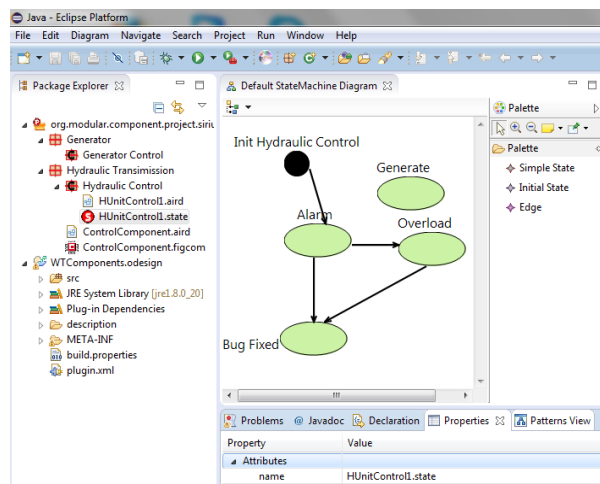 Java - Eclipse Platform
File Edit Diagram Navigate Search Project Run Window Help
Package Explorer
Default StateMachine Diagram
org.modular.component.project.siriu
Generator
Generator Control
Hydraulic Transimission
Hydraulic Control
HUnitControl1.aird
HUnitControl1.state
ControlComponent.aird
ControlComponent.figcom
WTComponents.odesign
src
JRE System Library [jre1.8.0_20]
Plug-in Dependencies
description
META-INF
build.properties
plugin.xml
Init Hydraulic Control
Generate
Alarm
Overload
Bug Fixed
Palette
Palette
Simple State
Initial State
Edge
Problems @ Javadoc Declaration Properties Patterns View
Property Value
Attributes
name HUnitControl1.state